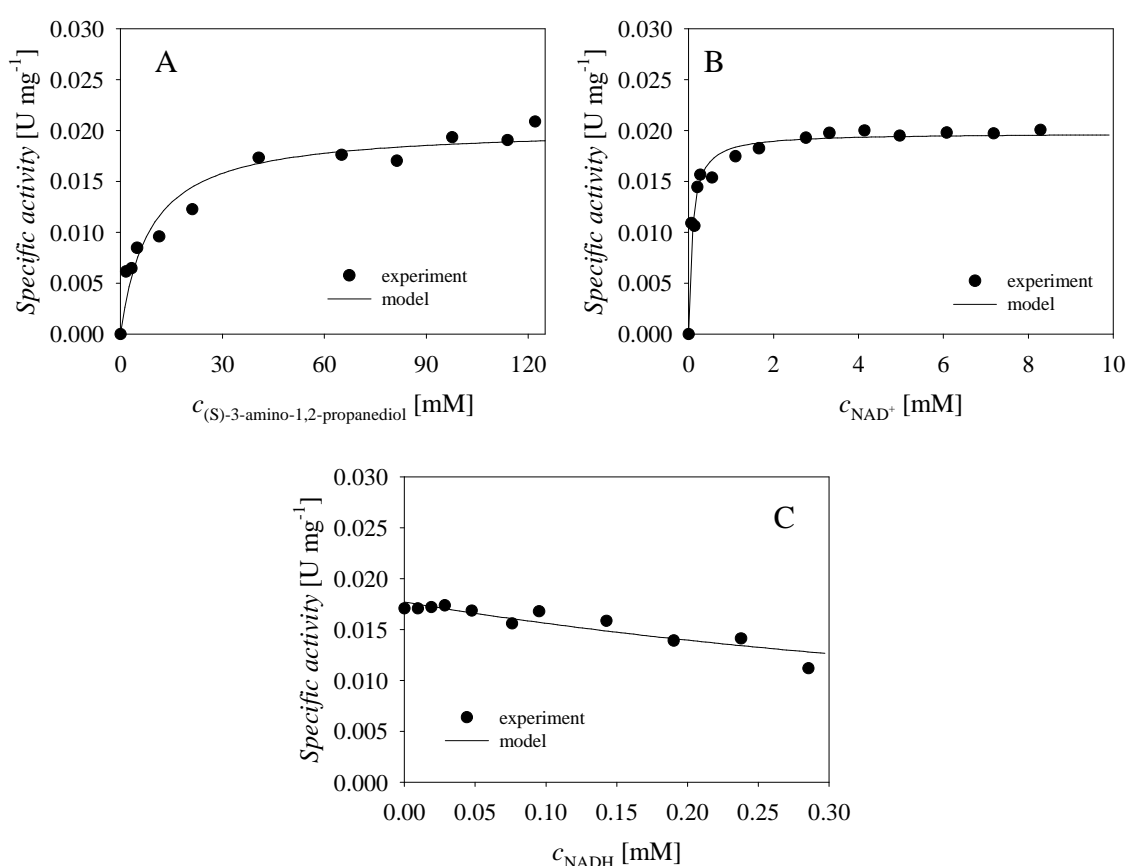 A
Specific activity [U mg-1]
0.030
0.025
0.020
0.015
0.010
0.005
0.000
experiment
model
0 30 60 90 120
c(S)-3-amino-1,2-propanediol [mM]
B
Specific activity [U mg-1]
0.030
0.025
0.020
0.015
0.010
0.005
0.000
experiment
model
0 2 4 6 8 10
cNAD+ [mM]
C
Specific activity [U mg-1]
0.030
0.025
0.020
0.015
0.010
0.005
0.000
experiment
model
0.00 0.05 0.10 0.15 0.20 0.25 0.30
cNADH [mM]